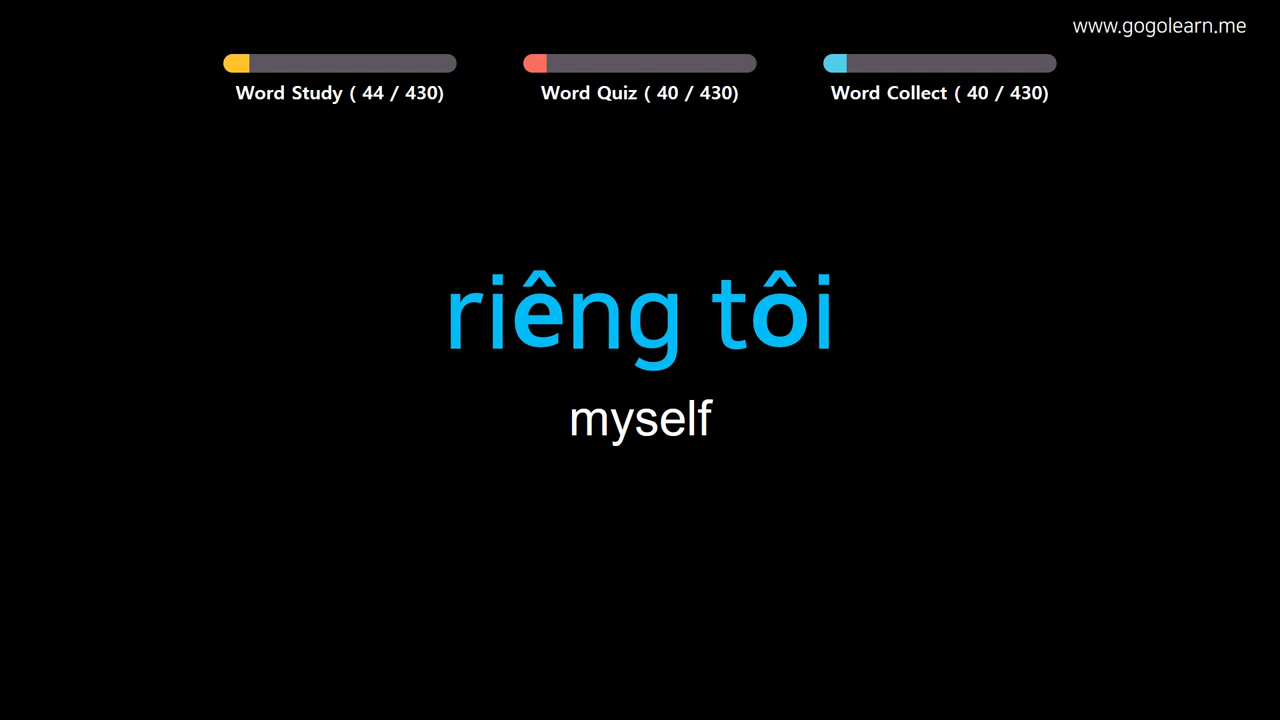 www.gogolearn.me
Word Study ( 44 / 430)
Word Quiz ( 40 / 430)
Word Collect ( 40 / 430)
riêng tôi
myself